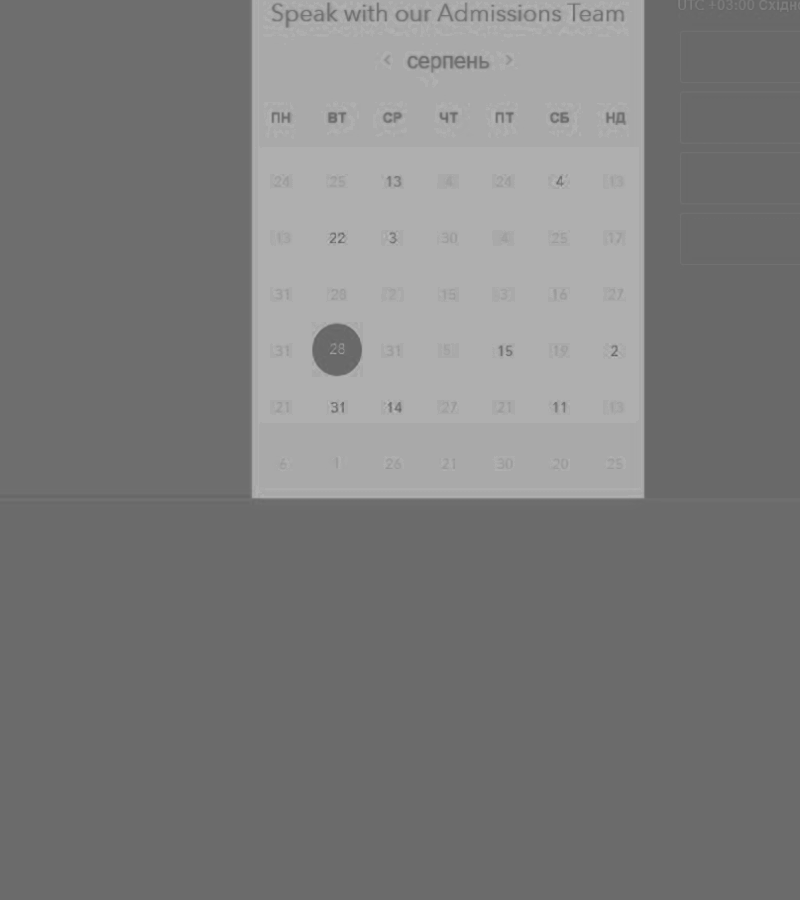 Speak with our Admissions Team
UTC +03:00 Східн
‹ серпень ›
ПН ВТ СР ЧТ ПТ СБ НД
24 25 13 4 24 4 13
13 22 3 30 4 25 17
31 28 2 15 3 16 27
31 28 31 5 15 19 2
21 31 14 27 21 11 13
6 1 26 21 30 20 25